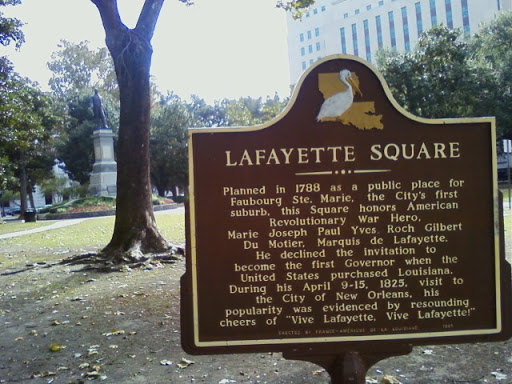 LAFAYETTE SQUARE
Planned in 1788 as a public place for
Faubourg Ste. Marie, the City's first
suburb, this Square honors American
Revolutionary War Hero,
Marie Joseph Paul Yves Roch Gilbert
Du Motier, Marquis de Lafayette.
He declined the invitation to
become the first Governor when the
United States purchased Louisiana.
During his April 9-15, 1825, visit to
the City of New Orleans, his
popularity was evidenced by resounding
cheers of "Vive Lafayette, Vive Lafayette!"